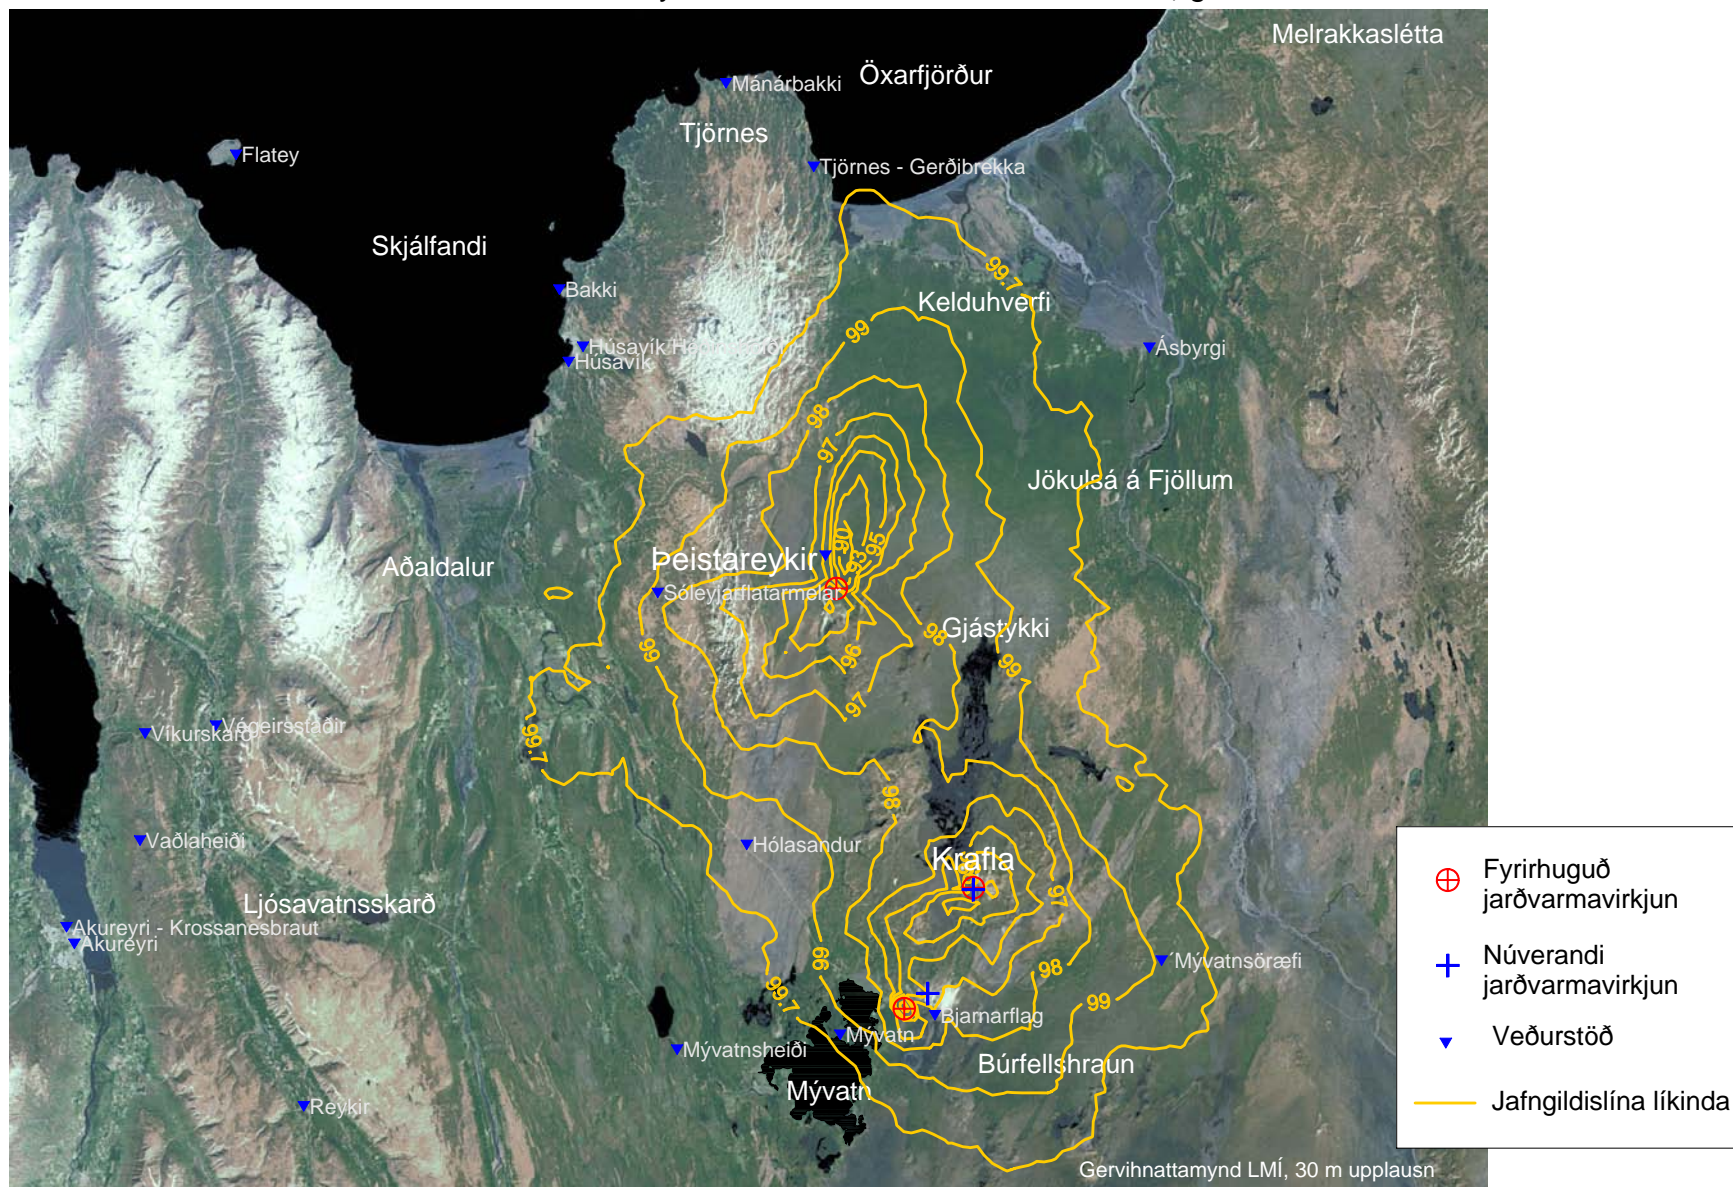 Melrakkaslétta
Öxarfjörður
Mánárbakki
Tjörnes
Flatey
Tjörnes - Gerðibrekka
Skjálfandi
99.7
Bakki
Kelduhverfi
99
Húsavík
Ásbyrgi
98
97
Jökulsá á Fjöllum
90
95
93
Þeistareykir
Aðaldalur
Sóleyjarflatarmelar
98
Gjástykki
99
96
99
97
Végeirsstaðir
Víkurskarð
99.7
98
Vaðlaheiði
Hólasandur
Krafla
97
Ljósavatnsskarð
Akureyri - Krossanesbraut
Akureyri
99
98
Mývatnsöræfi
99.7
99
Bjarnarflag
Mývatn
Mývatnsheiði
Búrfellshraun
Mývatn
Reykir
Gervihnattamynd LMÍ, 30 m upplausn
Fyrirhuguð
jarðvarmavirkjun
Núverandi
jarðvarmavirkjun
Veðurstöð
Jafngildislína líkinda